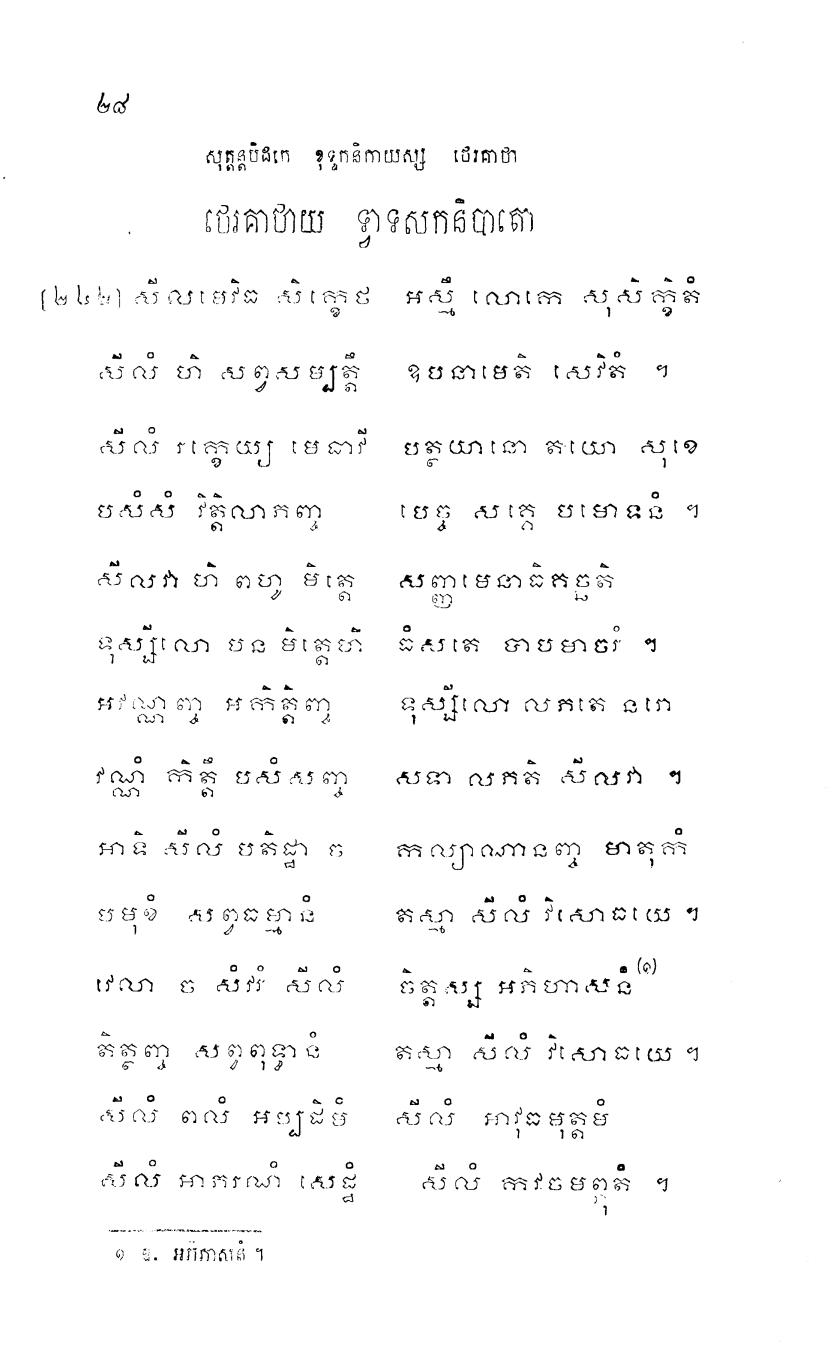 ២៨
សុត្តន្តបិដកេ ខុទ្ទកនិកាយស្ស ថេរគាថា
ថេរគាថាយ ទ្វាទសកនិបាតោ
[២៤២] សីលមេវិធ សិក្ខេថ អស្មឹ លោកេ សុសិក្ខិតំ
សីលំ ហិ សព្វសម្បត្តឹ ឧបនាមេតិ សេវិតំ ។
សីលំ រក្ខេយ្យ មេធាវី បត្ថយានោ តយោ សុខេ
បសំសំ វិត្តិលាភញ្ច បេច្ច សគ្គេ បមោទនំ ។
សីលវា ហិ ពហូ មិត្តេ សញ្ញមេនាធិគច្ឆតិ
ទុស្សីលោ បន មិត្តេហិ ធំសតេ បាបមាចរំ ។
អវណ្ណញ្ច អកិត្តិញ្ច ទុស្សីលោ លភតេ នរោ
វណ្ណំ កិត្តឹ បសំសញ្ច សទា លភតិ សីលវា ។
អាទិ សីលំ បតិដ្ឋា ច កល្យាណានញ្ច មាតុកំ
បមុខំ សព្វធម្មានំ តស្មា សីលំ វិសោធយេ ។
វេលា ច សំវរំ សីលំ ចិត្តស្ស អភិហាសនំ (១)
តិត្ថញ្ច សព្វពុទ្ធានំ តស្មា សីលំ វិសោធយេ ។
សីលំ ពលំ អប្បដិមំ សីលំ អាវុធមុត្តមំ
សីលំ អាភរណំ សេដ្ឋំ សីលំ កវចមព្ភុតំ ។
១ ឱ. អភិភាសនំ ។